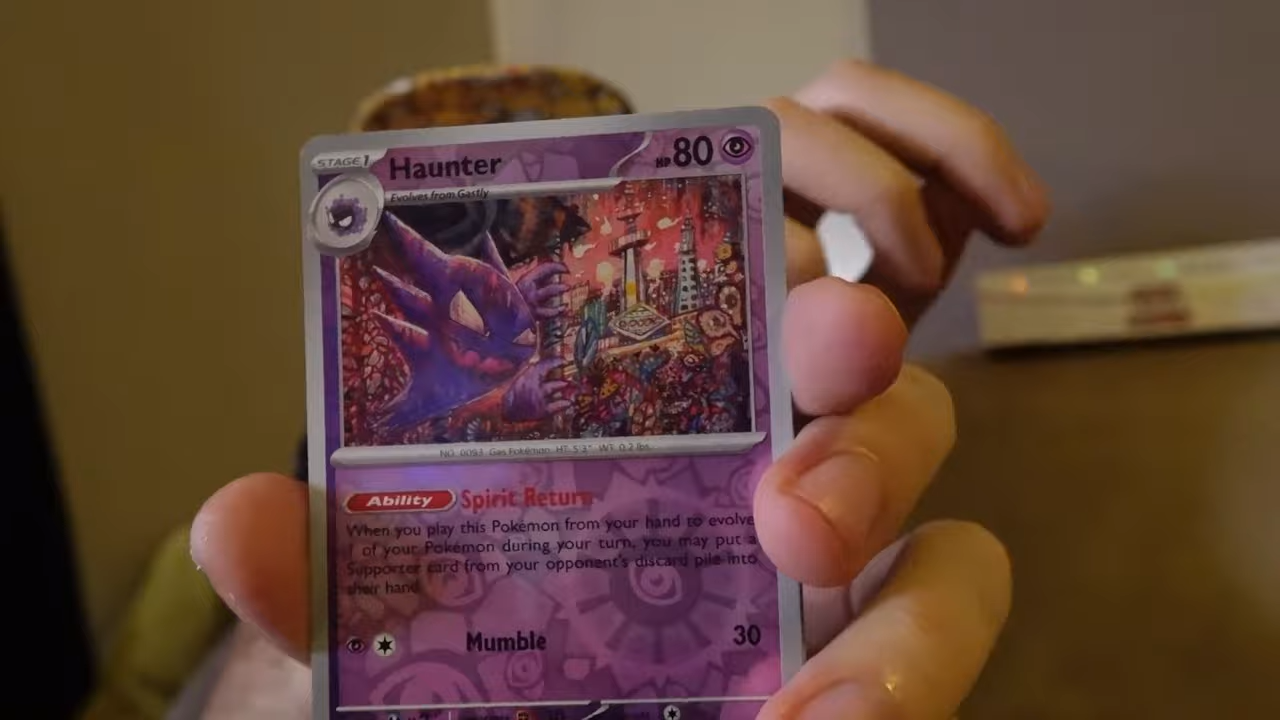 STAGE 1
Haunter
HP 80
Evolves from Gastly
NO. 0093 Gas Pokémon HT: 5'3" WT: 0.2 lbs.
Ability Spirit Return
When you play this Pokémon from your hand to evolve
1 of your Pokémon during your turn, you may put a
Supporter card from your opponent's discard pile into
their hand.
Mumble 30